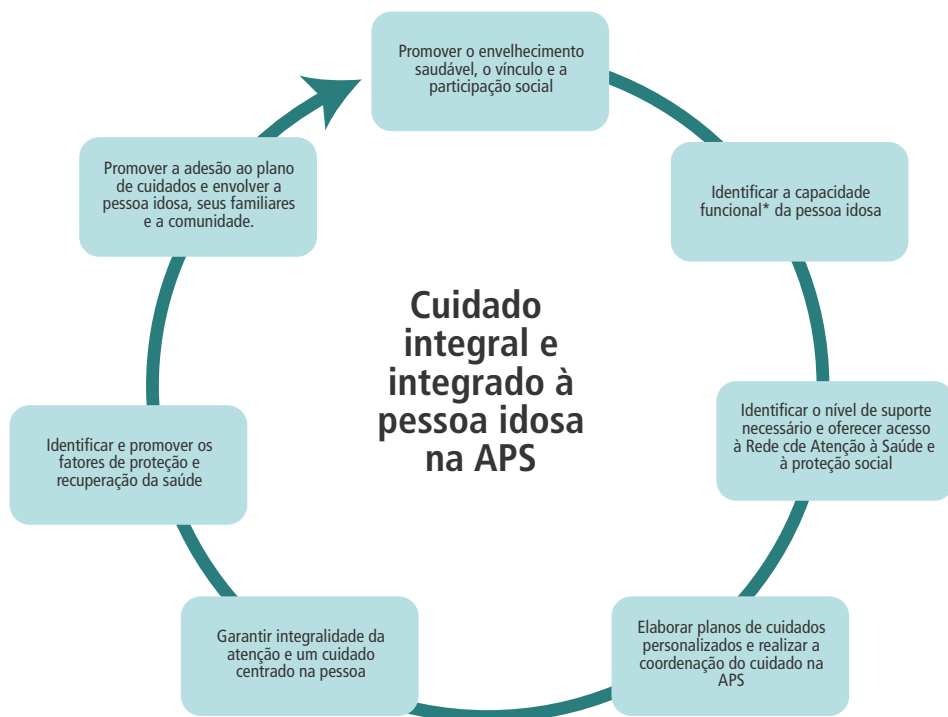 Promover o envelhecimento
saudável, o vínculo e a
participação social
Identificar a capacidade
funcional* da pessoa idosa
Identificar o nível de suporte
necessário e oferecer acesso
à Rede cde Atenção à Saúde e
à proteção social
Elaborar planos de cuidados
personalizados e realizar a
coordenação do cuidado na
APS
Garantir integralidade da
atenção e um cuidado
centrado na pessoa
Identificar e promover os
fatores de proteção e
recuperação da saúde
Promover a adesão ao plano
de cuidados e envolver a
pessoa idosa, seus familiares
e a comunidade.
Cuidado
integral e
integrado à
pessoa idosa
na APS